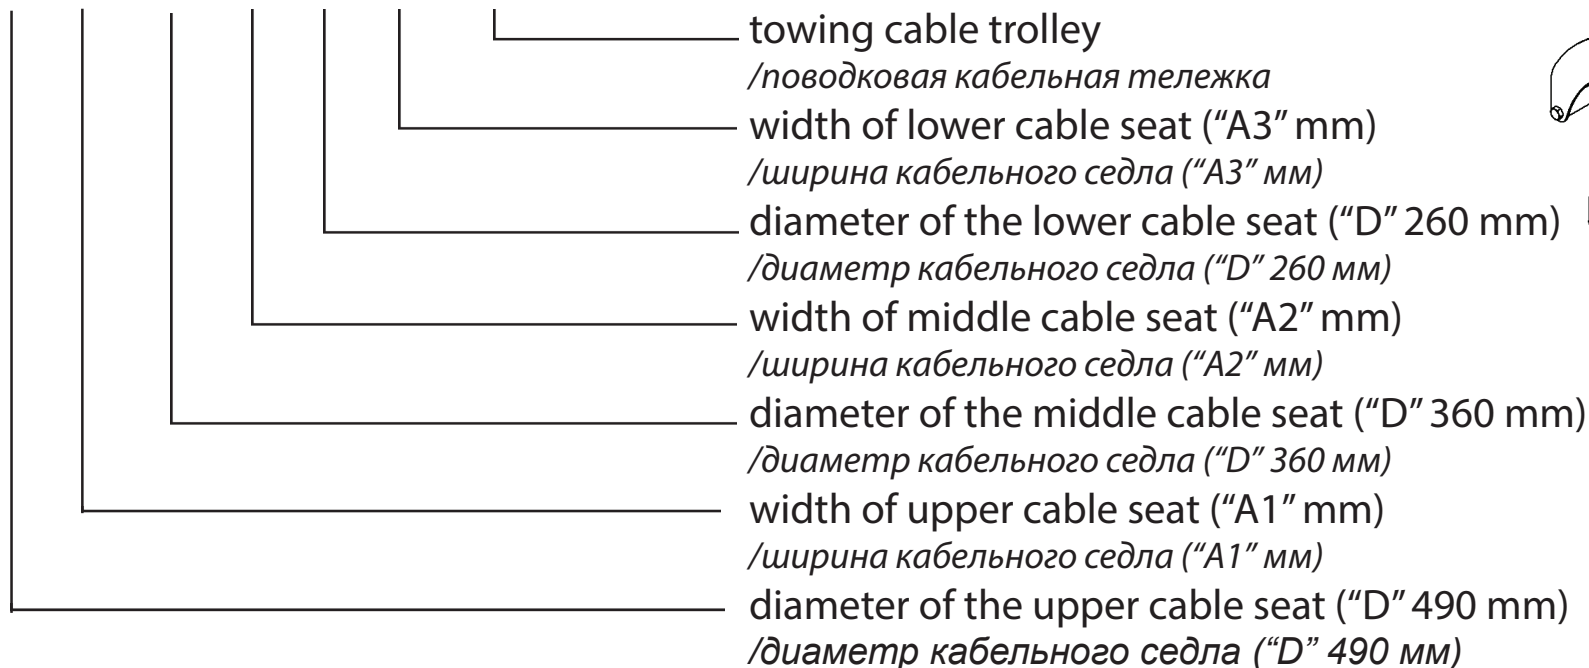 towing cable trolley
/поводковая кабельная тележка
width of lower cable seat (“A3” mm)
/ширина кабельного седла (“A3” мм)
diameter of the lower cable seat (“D” 260 mm)
/диаметр кабельного седла (“D” 260 мм)
width of middle cable seat (“A2” mm)
/ширина кабельного седла (“A2” мм)
diameter of the middle cable seat (“D” 360 mm)
/диаметр кабельного седла (“D” 360 мм)
width of upper cable seat (“A1” mm)
/ширина кабельного седла (“A1” мм)
diameter of the upper cable seat (“D” 490 mm)
/диаметр кабельного седла (“D” 490 мм)